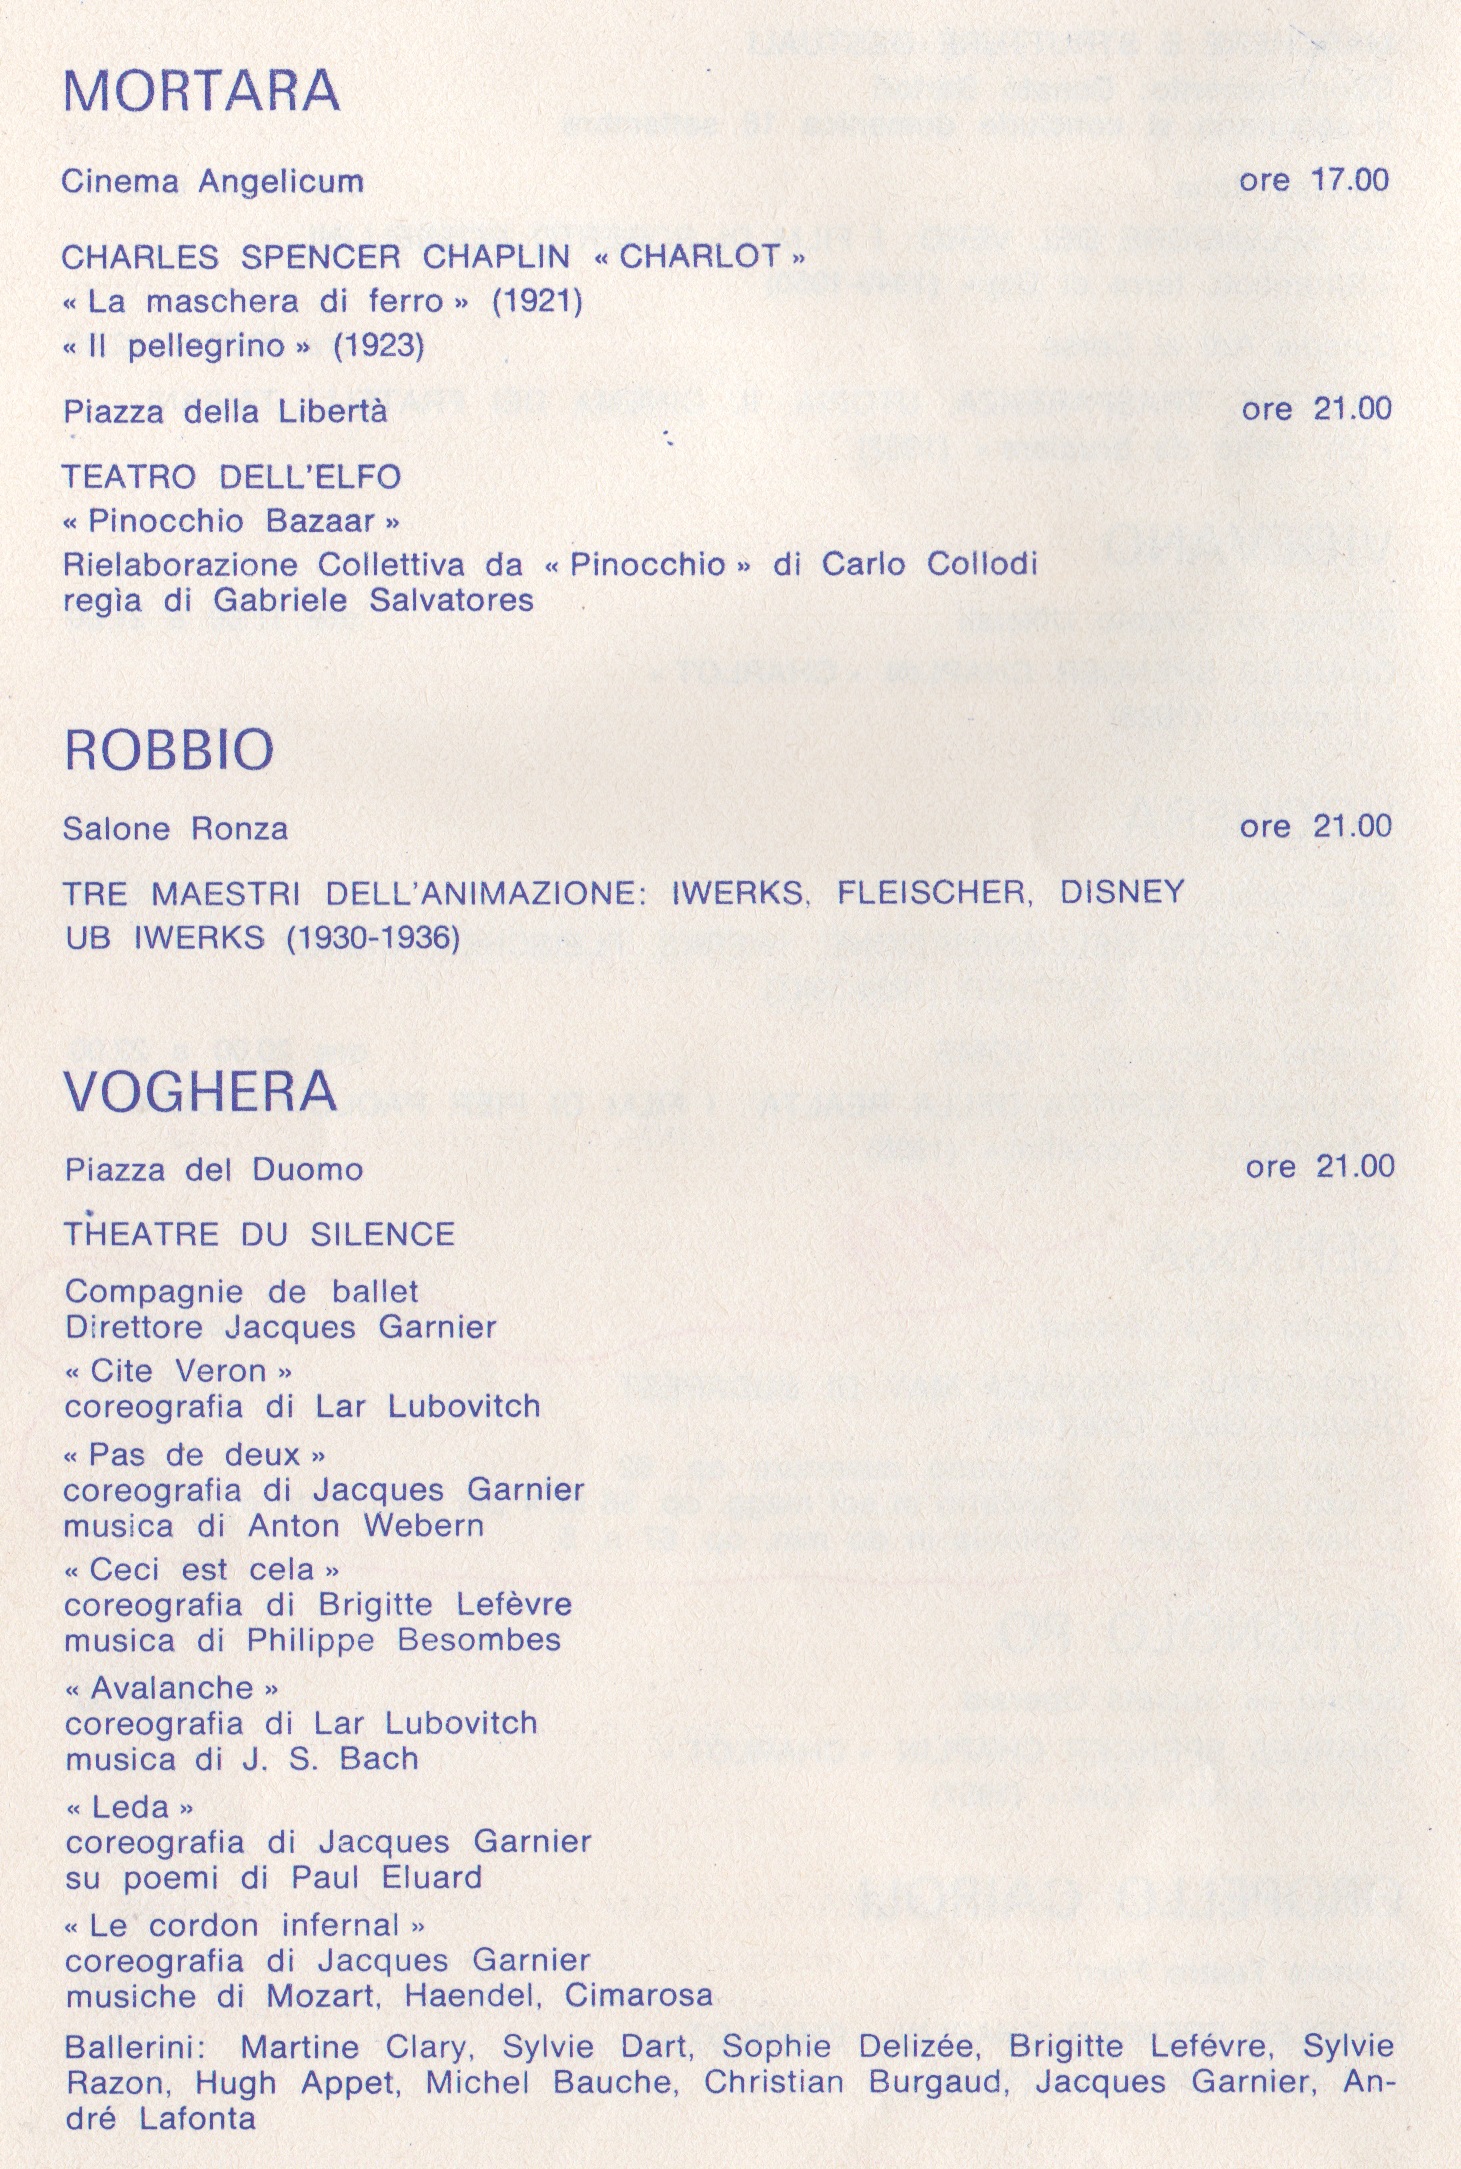 MORTARA
Cinema Angelicum ore 17.00
CHARLES SPENCER CHAPLIN « CHARLOT »
« La maschera di ferro » (1921)
« Il pellegrino » (1923)
Piazza della Libertà ore 21.00
TEATRO DELL'ELFO
« Pinocchio Bazaar »
Rielaborazione Collettiva da « Pinocchio » di Carlo Collodi
regìa di Gabriele Salvatores
ROBBIO
Salone Ronza ore 21.00
TRE MAESTRI DELL'ANIMAZIONE: IWERKS, FLEISCHER, DISNEY
UB IWERKS (1930-1936)
VOGHERA
Piazza del Duomo ore 21.00
THEATRE DU SILENCE
Compagnie de ballet
Direttore Jacques Garnier
« Cite Veron »
coreografia di Lar Lubovitch
« Pas de deux »
coreografia di Jacques Garnier
musica di Anton Webern
« Ceci est cela »
coreografia di Brigitte Lefèvre
musica di Philippe Besombes
« Avalanche »
coreografia di Lar Lubovitch
musica di J. S. Bach
« Leda »
coreografia di Jacques Garnier
su poemi di Paul Eluard
« Le cordon infernal »
coreografia di Jacques Garnier
musiche di Mozart, Haendel, Cimarosa
Ballerini: Martine Clary, Sylvie Dart, Sophie Delizée, Brigitte Lefévre, Sylvie
Razon, Hugh Appet, Michel Bauche, Christian Burgaud, Jacques Garnier, An-
dré Lafonta